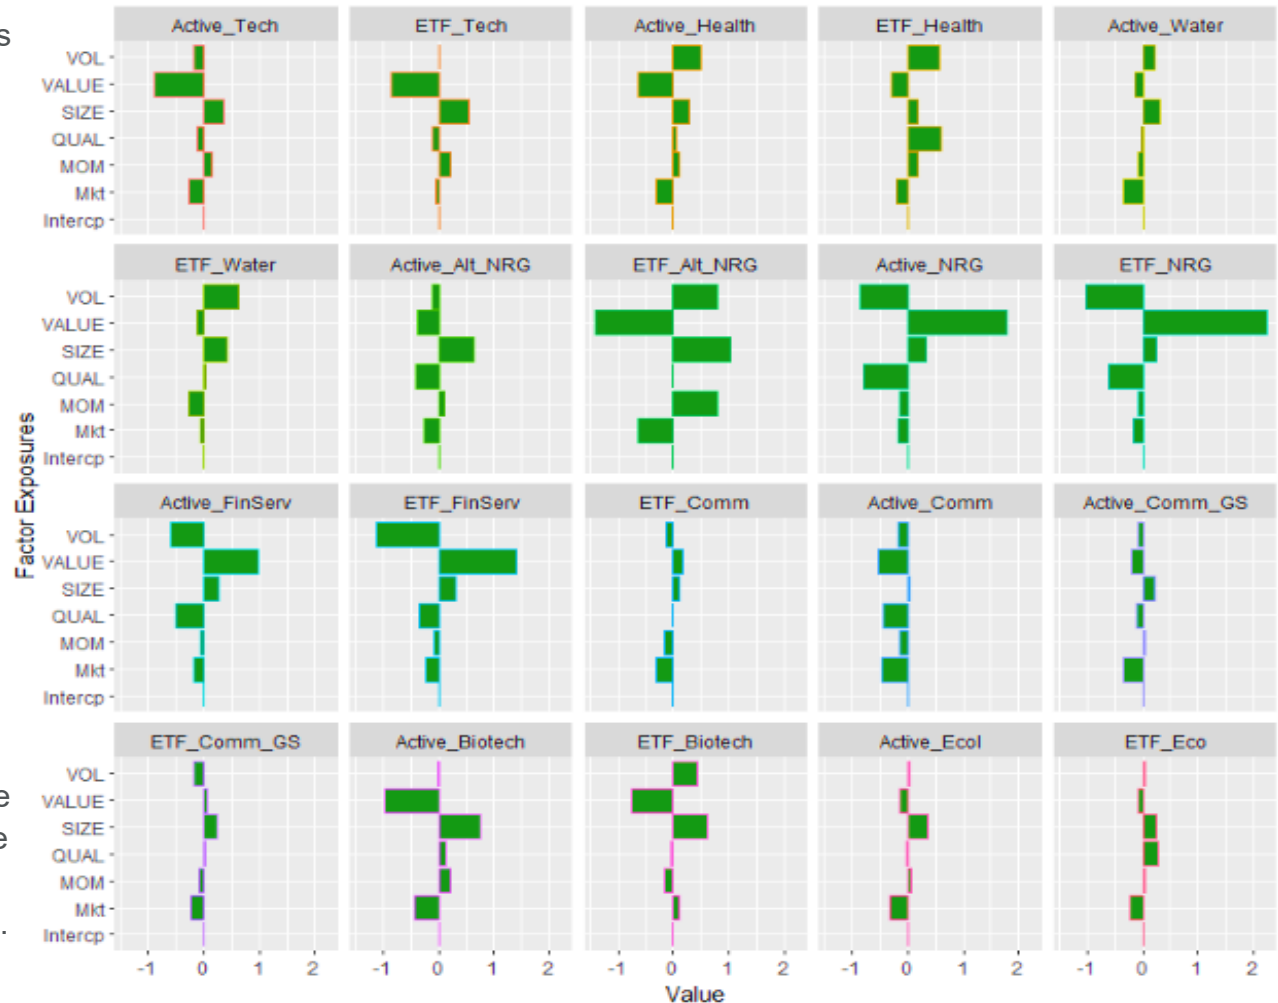 s
Active_Tech ETF_Tech Active_Health ETF_Health Active_Water
VOL
VALUE
SIZE
QUAL
MOM
Mkt
Intercp
ETF_Water Active_Alt_NRG ETF_Alt_NRG Active_NRG ETF_NRG
VOL
VALUE
SIZE
QUAL
MOM
Mkt
Intercp
Factor Exposures
Active_FinServ ETF_FinServ ETF_Comm Active_Comm Active_Comm_GS
VOL
VALUE
SIZE
QUAL
MOM
Mkt
Intercp
ETF_Comm_GS Active_Biotech ETF_Biotech Active_Ecol ETF_Eco
VOL
e VALUE
e SIZE
QUAL
MOM
. Mkt
Intercp
-1 0 1 2 -1 0 1 2 -1 0 1 2 -1 0 1 2 -1 0 1 2
Value